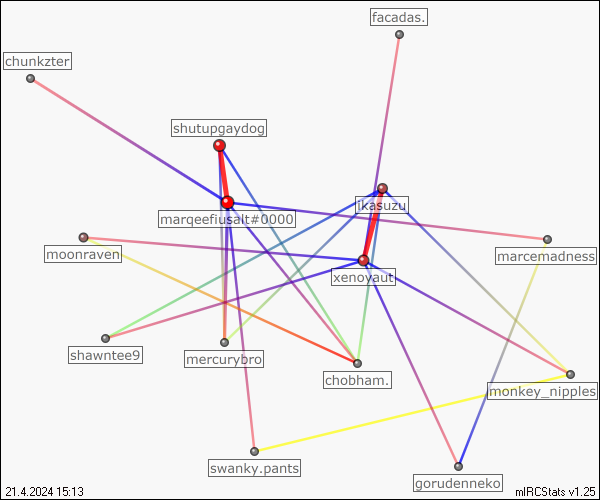 facadas.
chunkzter
shutupgaydog
ikasuzu
marqeefiusalt#0000
moonraven
marcemadness
xenoyaut
shawntee9
mercurybro
chobham.
monkey_nipples
swanky.pants
gorudenneko
21.4.2024 15:13
mIRCStats v1.25